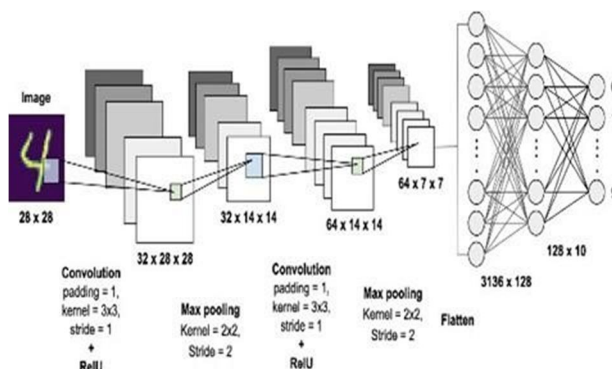 Image
28 x 28
32 x 28 x 28
32 x 14 x 14
64 x 14 x 14
64 x 7 x 7
3136 x 128
128 x 10
Convolution
padding = 1,
kernel = 3x3,
stride = 1
+
RelU
Max pooling
Kernel = 2x2,
Stride = 2
Convolution
padding = 1,
kernel = 3x3,
stride = 1
+
RelU
Max pooling
Kernel = 2x2,
Stride = 2
Flatten